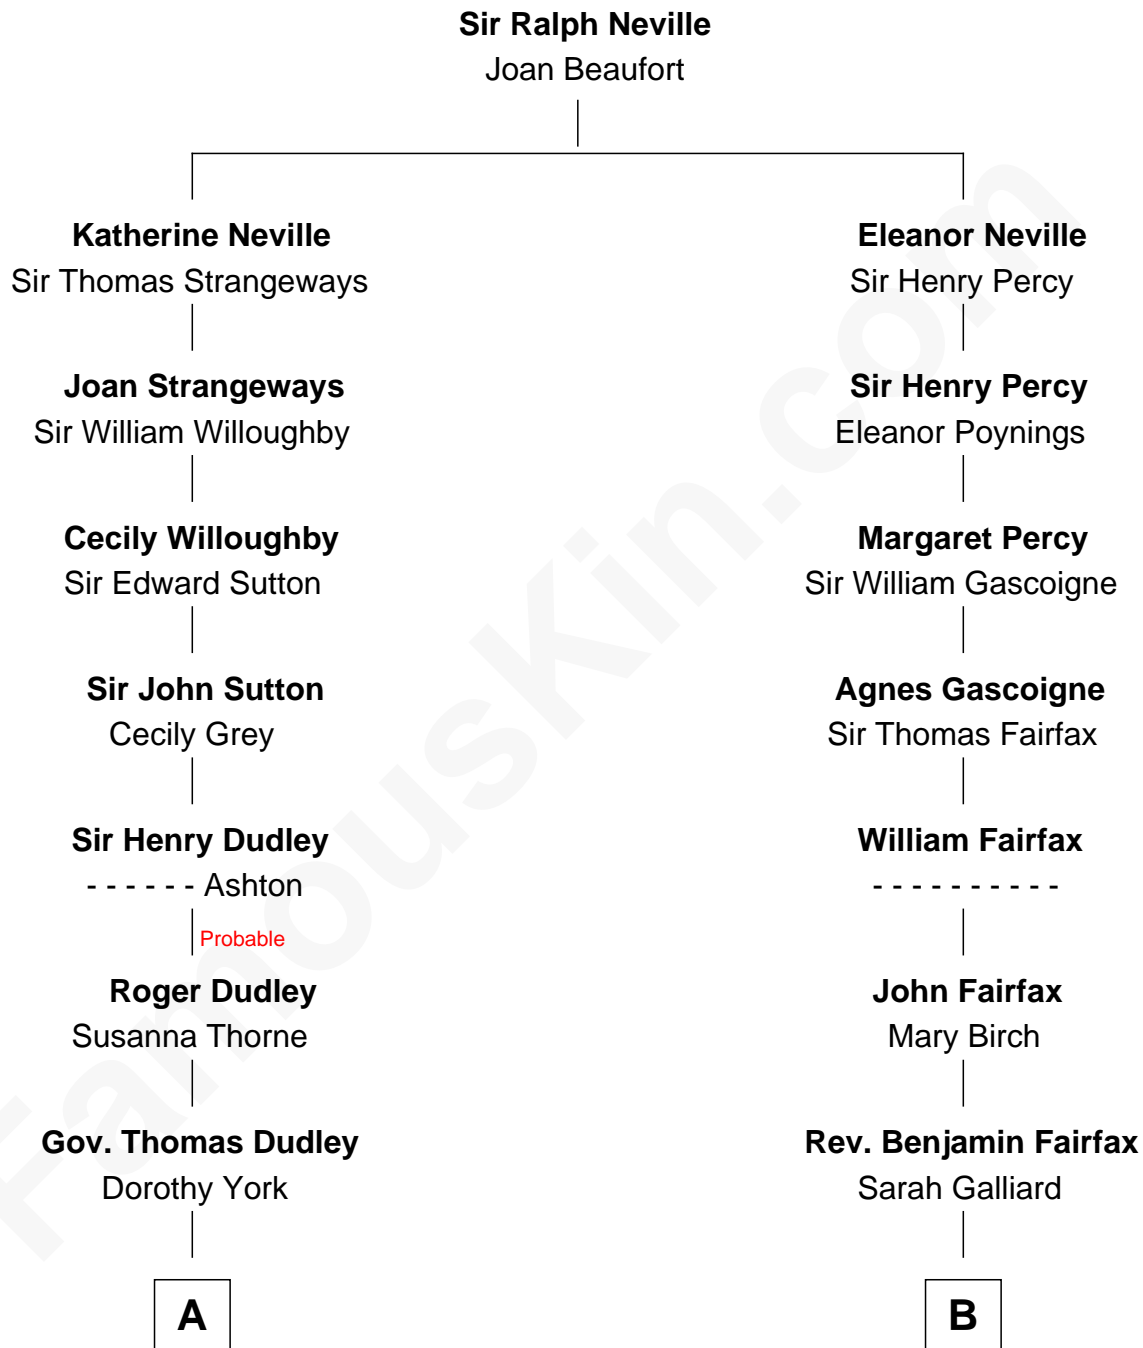 Sir Ralph Neville
Joan Beaufort
Katherine Neville
Sir Thomas Strangeways
Eleanor Neville
Sir Henry Percy
Joan Strangeways
Sir William Willoughby
Sir Henry Percy
Eleanor Poynings
Cecily Willoughby
Sir Edward Sutton
Margaret Percy
Sir William Gascoigne
Sir John Sutton
Cecily Grey
Agnes Gascoigne
Sir Thomas Fairfax
Sir Henry Dudley
- - - - - - Ashton
William Fairfax
- - - - - - - - - -
Probable
Roger Dudley
Susanna Thorne
John Fairfax
Mary Birch
Gov. Thomas Dudley
Dorothy York
Rev. Benjamin Fairfax
Sarah Galliard
A
B
FamousKin.com